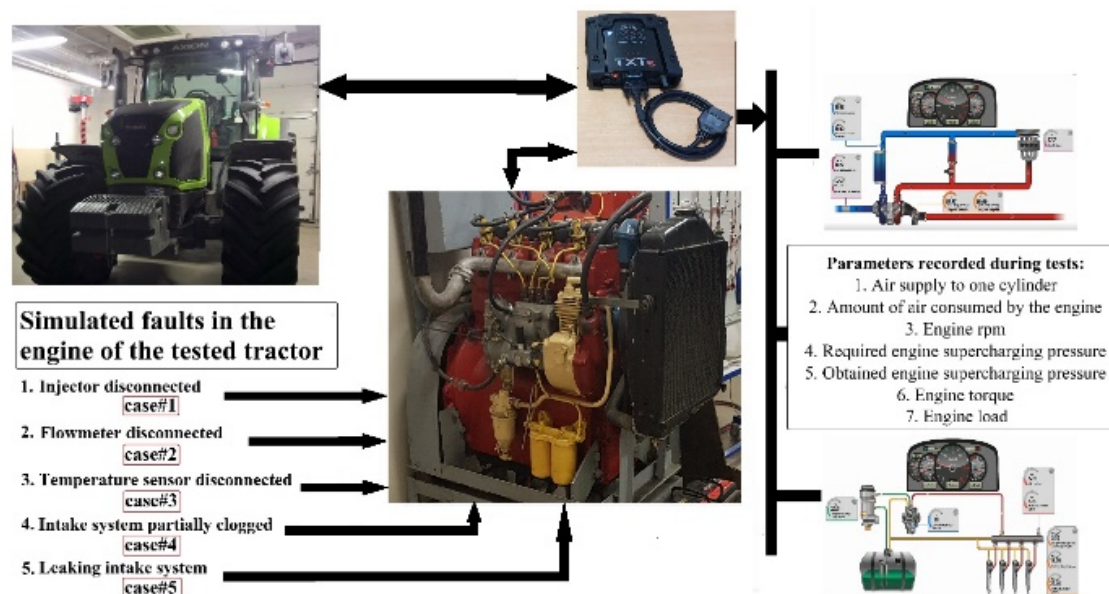 AXION
TXTs
Simulated faults in the
engine of the tested tractor
1. Injector disconnected
case#1
2. Flowmeter disconnected
case#2
3. Temperature sensor disconnected
case#3
4. Intake system partially clogged
case#4
5. Leaking intake system
case#5
Parameters recorded during tests:
1. Air supply to one cylinder
2. Amount of air consumed by the engine
3. Engine rpm
4. Required engine supercharging pressure
5. Obtained engine supercharging pressure
6. Engine torque
7. Engine load